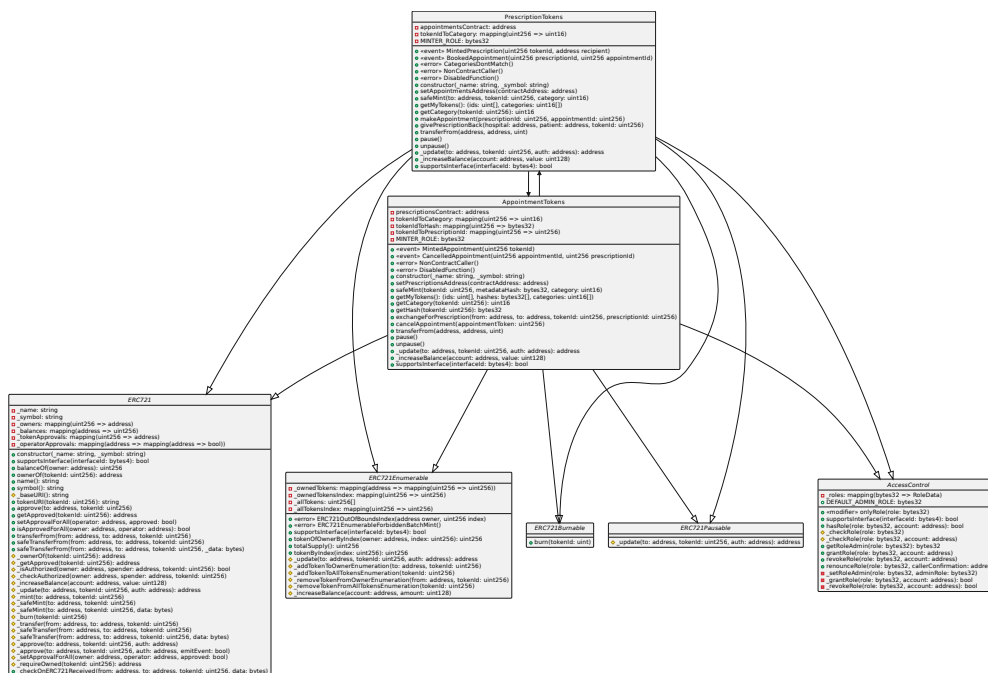 PrescriptionTokens
appointmentsContract: address
tokenIdToCategory: mapping(uint256 => uint16)
MINTER_ROLE: bytes32
«event» MintedPrescription(uint256 tokenId, address recipient)
«event» BookedAppointment(uint256 prescriptionId, uint256 appointmentId)
«error» CategoriesDontMatch()
«error» NonContractCaller()
«error» DisabledFunction()
constructor(_name: string, _symbol: string)
setAppointmentsAddress(contractAddress: address)
safeMint(to: address, tokenId: uint256, category: uint16)
getMyTokens(): (ids: uint[], categories: uint16[])
getCategory(tokenId: uint256): uint16
makeAppointment(prescriptionId: uint256, appointmentId: uint256)
givePrescriptionBack(hospital: address, patient: address, tokenId: uint256)
transferFrom(address, address, uint)
pause()
unpause()
_update(to: address, tokenId: uint256, auth: address): address
_increaseBalance(account: address, value: uint128)
supportsInterface(interfaceId: bytes4): bool
AppointmentTokens
prescriptionsContract: address
tokenIdToCategory: mapping(uint256 => uint16)
tokenIdToHash: mapping(uint256 => bytes32)
tokenIdToPrescriptionId: mapping(uint256 => uint256)
MINTER_ROLE: bytes32
«event» MintedAppointment(uint256 tokenId)
«event» CancelledAppointment(uint256 appointmentId, uint256 prescriptionId)
«error» NonContractCaller()
«error» DisabledFunction()
constructor(_name: string, _symbol: string)
setPrescriptionsAddress(contractAddress: address)
safeMint(tokenId: uint256, metadataHash: bytes32, category: uint16)
getMyTokens(): (ids: uint[], hashes: bytes32[], categories: uint16[])
getCategory(tokenId: uint256): uint16
getHash(tokenId: uint256): bytes32
exchangeForPrescription(from: address, to: address, tokenId: uint256, prescriptionId: uint256)
cancelAppointment(appointmentToken: uint256)
transferFrom(address, address, uint)
pause()
unpause()
_update(to: address, tokenId: uint256, auth: address): address
_increaseBalance(account: address, value: uint128)
supportsInterface(interfaceId: bytes4): bool
ERC721
_name: string
_symbol: string
_owners: mapping(uint256 => address)
_balances: mapping(address => uint256)
_tokenApprovals: mapping(uint256 => address)
_operatorApprovals: mapping(address => mapping(address => bool))
constructor(_name: string, _symbol: string)
supportsInterface(interfaceId: bytes4): bool
balanceOf(owner: address): uint256
ownerOf(tokenId: uint256): address
name(): string
symbol(): string
_baseURI(): string
tokenURI(tokenId: uint256): string
approve(to: address, tokenId: uint256)
getApproved(tokenId: uint256): address
setApprovalForAll(operator: address, approved: bool)
isApprovedForAll(owner: address, operator: address): bool
transferFrom(from: address, to: address, tokenId: uint256)
safeTransferFrom(from: address, to: address, tokenId: uint256)
safeTransferFrom(from: address, to: address, tokenId: uint256, _data: bytes)
_ownerOf(tokenId: uint256): address
_getApproved(tokenId: uint256): address
_isAuthorized(owner: address, spender: address, tokenId: uint256): bool
_checkAuthorized(owner: address, spender: address, tokenId: uint256)
_increaseBalance(account: address, value: uint128)
_update(to: address, tokenId: uint256, auth: address): address
_mint(to: address, tokenId: uint256)
_safeMint(to: address, tokenId: uint256)
_safeMint(to: address, tokenId: uint256, data: bytes)
_burn(tokenId: uint256)
_transfer(from: address, to: address, tokenId: uint256)
_safeTransfer(from: address, to: address, tokenId: uint256)
_safeTransfer(from: address, to: address, tokenId: uint256, data: bytes)
_approve(to: address, tokenId: uint256, auth: address)
_approve(to: address, tokenId: uint256, auth: address, emitEvent: bool)
_setApprovalForAll(owner: address, operator: address, approved: bool)
_requireOwned(tokenId: uint256): address
_checkOnERC721Received(from: address, to: address, tokenId: uint256, data: bytes)
ERC721Enumerable
_ownedTokens: mapping(address => mapping(uint256 => uint256))
_ownedTokensIndex: mapping(uint256 => uint256)
_allTokens: uint256[]
_allTokensIndex: mapping(uint256 => uint256)
«error» ERC721OutOfBoundsIndex(address owner, uint256 index)
«error» ERC721EnumerableForbiddenBatchMint()
supportsInterface(interfaceId: bytes4): bool
tokenOfOwnerByIndex(owner: address, index: uint256): uint256
totalSupply(): uint256
tokenByIndex(index: uint256): uint256
_update(to: address, tokenId: uint256, auth: address): address
_addTokenToOwnerEnumeration(to: address, tokenId: uint256)
_addTokenToAllTokensEnumeration(tokenId: uint256)
_removeTokenFromOwnerEnumeration(from: address, tokenId: uint256)
_removeTokenFromAllTokensEnumeration(tokenId: uint256)
_increaseBalance(account: address, amount: uint128)
ERC721Burnable
burn(tokenId: uint)
ERC721Pausable
_update(to: address, tokenId: uint256, auth: address): address
AccessControl
_roles: mapping(bytes32 => RoleData)
DEFAULT_ADMIN_ROLE: bytes32
«modifier» onlyRole(role: bytes32)
supportsInterface(interfaceId: bytes4): bool
hasRole(role: bytes32, account: address): bool
_checkRole(role: bytes32)
_checkRole(role: bytes32, account: address)
getRoleAdmin(role: bytes32): bytes32
grantRole(role: bytes32, account: address)
revokeRole(role: bytes32, account: address)
renounceRole(role: bytes32, callerConfirmation: addre
_setRoleAdmin(role: bytes32, adminRole: bytes32)
_grantRole(role: bytes32, account: address): bool
_revokeRole(role: bytes32, account: address): bool